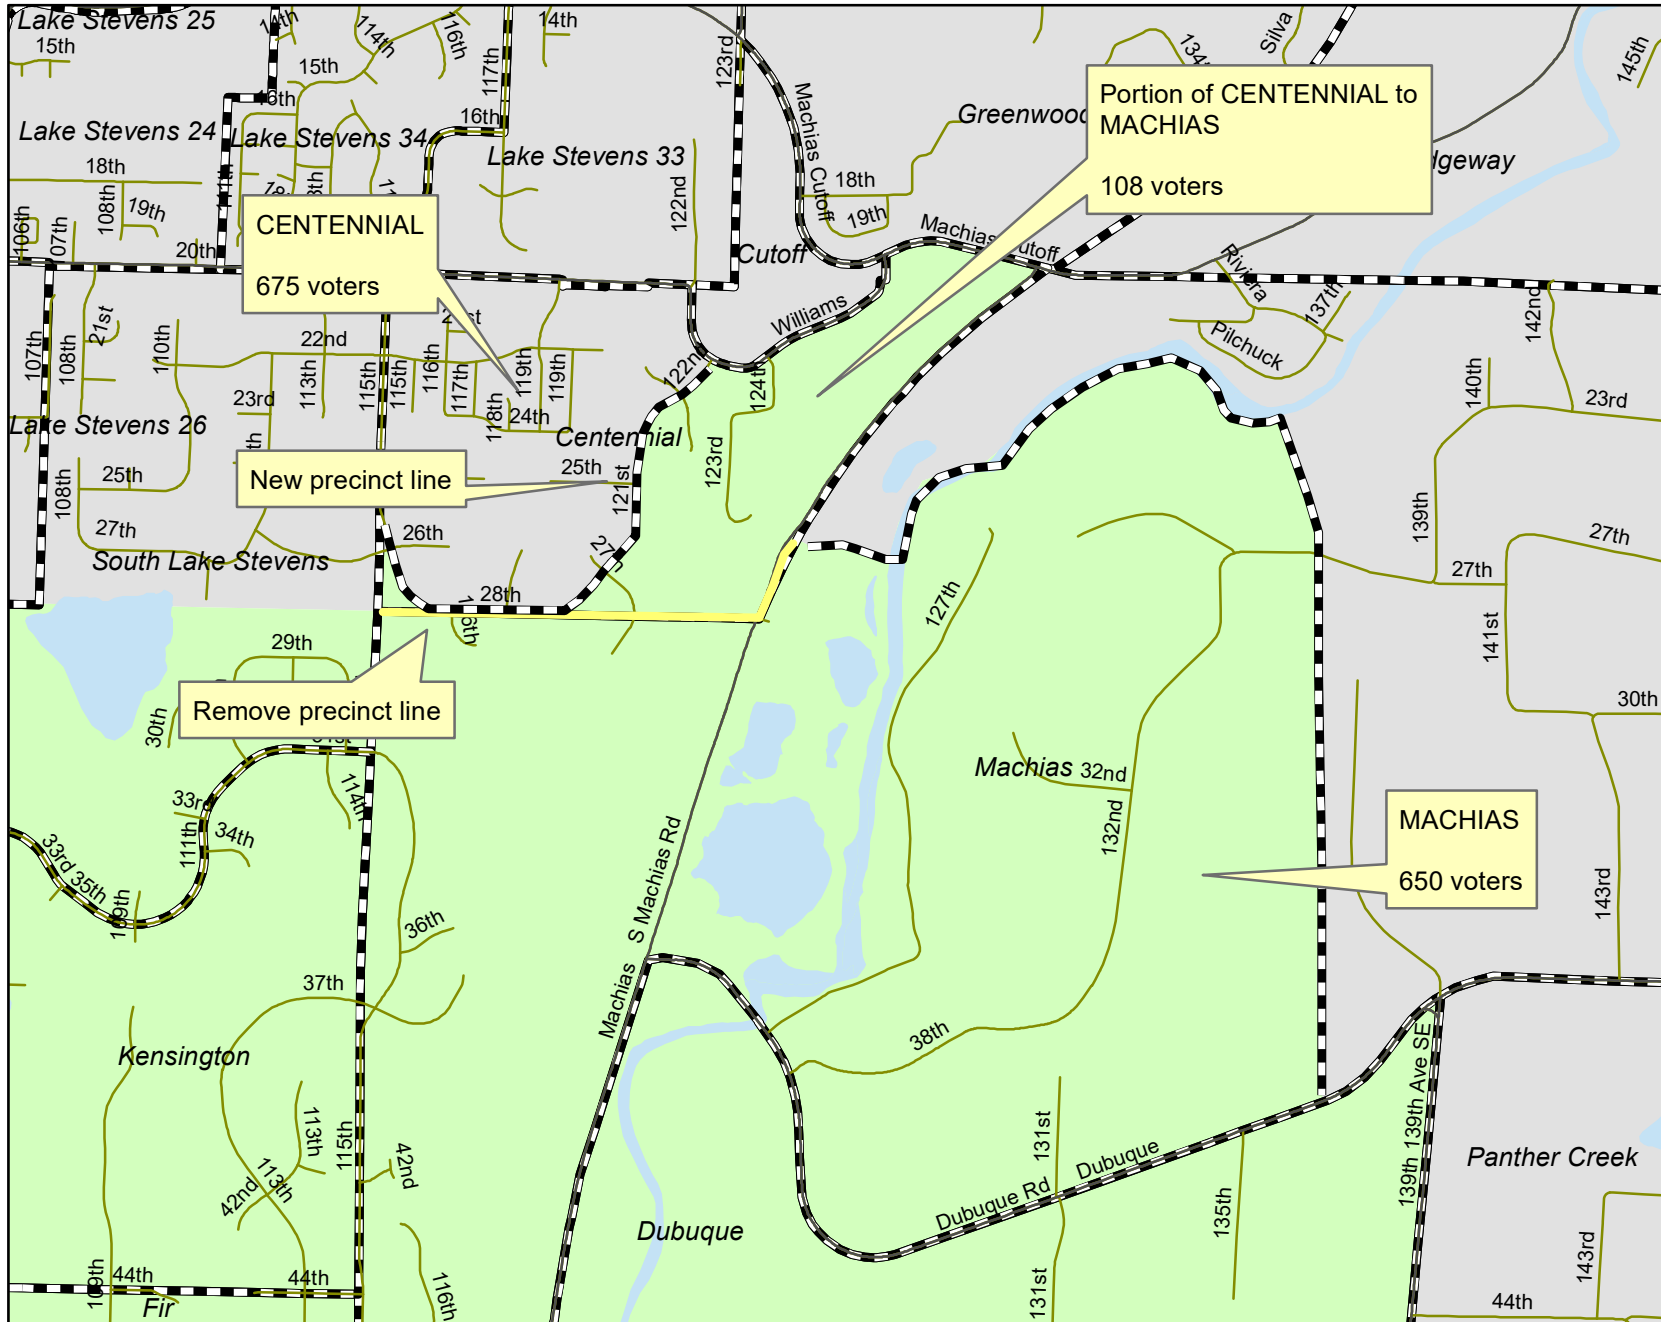 Lake Stevens 25
15th
14th
114th
116th
117th
14th
123rd
Silva
145th
15th
16th
16th
Machias Cutoff
Greenwood
Portion of CENTENNIAL to
MACHIAS
108 voters
Lake Stevens 24
Lake Stevens 34
Lake Stevens 33
dgeway
18th
108th
19th
106th
111th
122nd
18th
19th
CENTENNIAL
675 voters
20th
Cutoff
Machias Cutoff
Riviera
137th
Pilchuck
142nd
Williams
107th
108th
21st
110th
22nd
113th
115th
115th
116th
117th
119th
119th
118th
24th
122nd
124th
123rd
140th
23rd
23rd
Lake Stevens 26
Centennial
New precinct line
25th
121st
108th
25th
27th
26th
South Lake Stevens
27th
28th
139th
27th
27th
141st
127th
29th
Remove precinct line
30th
30th
114th
33rd
34th
111th
33rd
35th
109th
Machias
32nd
132nd
MACHIAS
650 voters
143rd
S Machias Rd
Machias
36th
37th
38th
Kensington
113th
113th
42nd
115th
42nd
131st
Dubuque
Dubuque Rd
135th
139th
139th Ave SE
Panther Creek
Dubuque
143rd
109th
44th
44th
Fir
116th
131st
44th